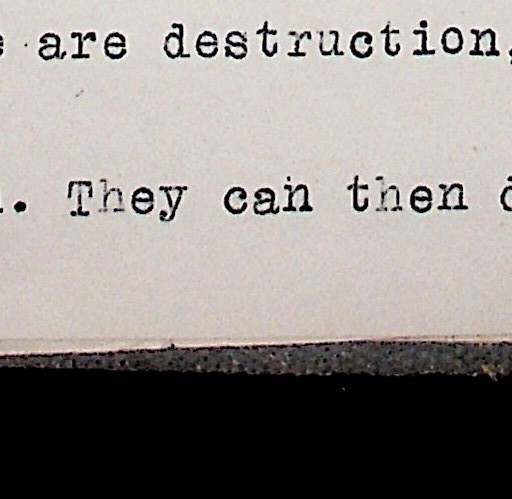 are destruction,
. They can then